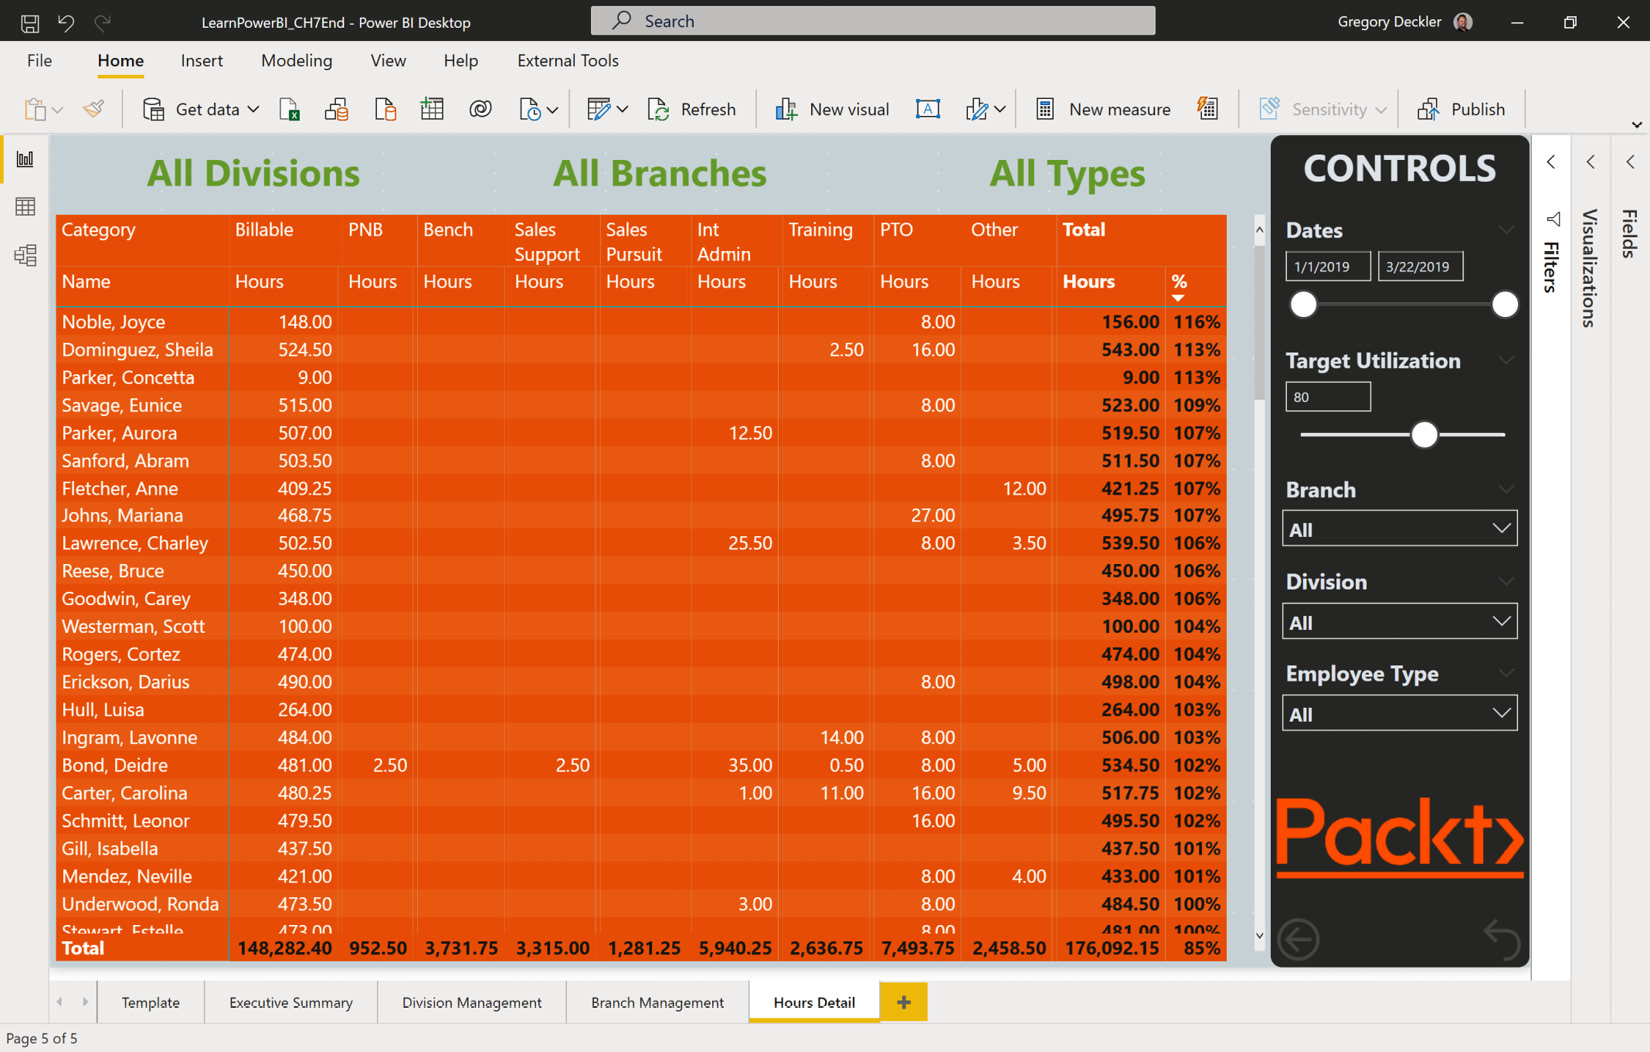 LearnPowerBI_CH7End - Power BI Desktop
Search
Gregory Deckler
File Home Insert Modeling View Help External Tools
Get data Refresh New visual New measure Sensitivity Publish
All Divisions All Branches All Types
Category Billable PNB Bench Sales Support Sales Pursuit Int Admin Training PTO Other Total
Name Hours Hours Hours Hours Hours Hours Hours Hours Hours Hours %
Noble, Joyce 148.00 8.00 156.00 116%
Dominguez, Sheila 524.50 2.50 16.00 543.00 113%
Parker, Concetta 9.00 9.00 113%
Savage, Eunice 515.00 8.00 523.00 109%
Parker, Aurora 507.00 12.50 519.50 107%
Sanford, Abram 503.50 8.00 511.50 107%
Fletcher, Anne 409.25 12.00 421.25 107%
Johns, Mariana 468.75 27.00 495.75 107%
Lawrence, Charley 502.50 25.50 8.00 3.50 539.50 106%
Reese, Bruce 450.00 450.00 106%
Goodwin, Carey 348.00 348.00 106%
Westerman, Scott 100.00 100.00 104%
Rogers, Cortez 474.00 474.00 104%
Erickson, Darius 490.00 8.00 498.00 104%
Hull, Luisa 264.00 264.00 103%
Ingram, Lavonne 484.00 14.00 8.00 506.00 103%
Bond, Deidre 481.00 2.50 2.50 35.00 0.50 8.00 5.00 534.50 102%
Carter, Carolina 480.25 1.00 11.00 16.00 9.50 517.75 102%
Schmitt, Leonor 479.50 16.00 495.50 102%
Gill, Isabella 437.50 437.50 101%
Mendez, Neville 421.00 8.00 4.00 433.00 101%
Underwood, Ronda 473.50 3.00 8.00 484.50 100%
Stewart, Estelle 473.00 8.00 481.00 100%
Total 148,282.40 952.50 3,731.75 3,315.00 1,281.25 5,940.25 2,636.75 7,493.75 2,458.50 176,092.15 85%
CONTROLS
Dates
1/1/2019 3/22/2019
Target Utilization
80
Branch
All
Division
All
Employee Type
All
Packt>
Filters
Visualizations
Fields
Template Executive Summary Division Management Branch Management Hours Detail +
Page 5 of 5